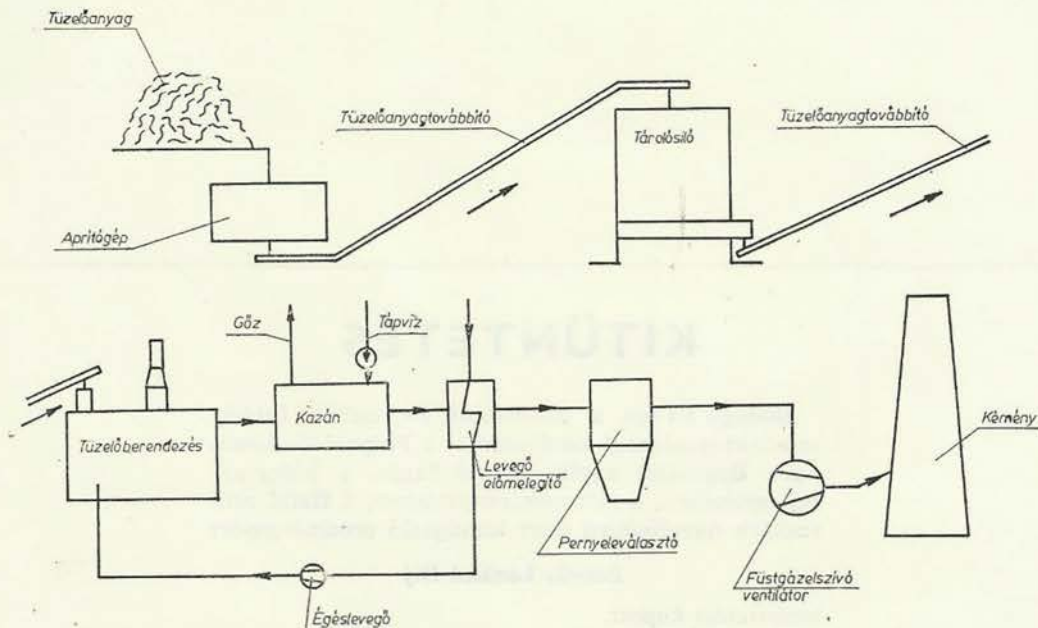 Tüzelőanyag
Tüzelőanyagtovábbító
Tárolósiló
Tüzelőanyagtovábbító
Aprítógép
KITÜNTETÉS
Gőz
Tápvíz
Kazán
Tüzelőberendezés
Levegő
előmelegítő
Kémény
Pernyeleválasztó
Füstgázelszívó
ventilátor
Égéslevegő